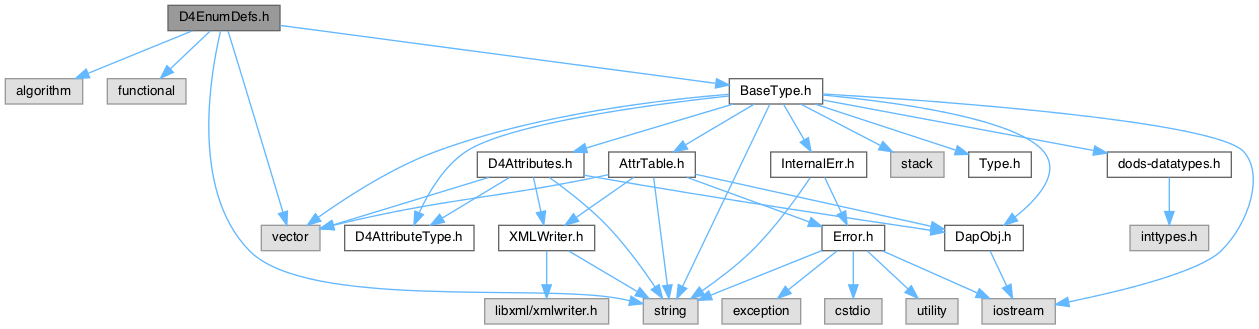 D4EnumDefs.h
algorithm
functional
BaseType.h
D4Attributes.h
AttrTable.h
InternalErr.h
stack
Type.h
dods-datatypes.h
vector
D4AttributeType.h
XMLWriter.h
Error.h
DapObj.h
inttypes.h
libxml/xmlwriter.h
string
exception
cstdio
utility
iostream